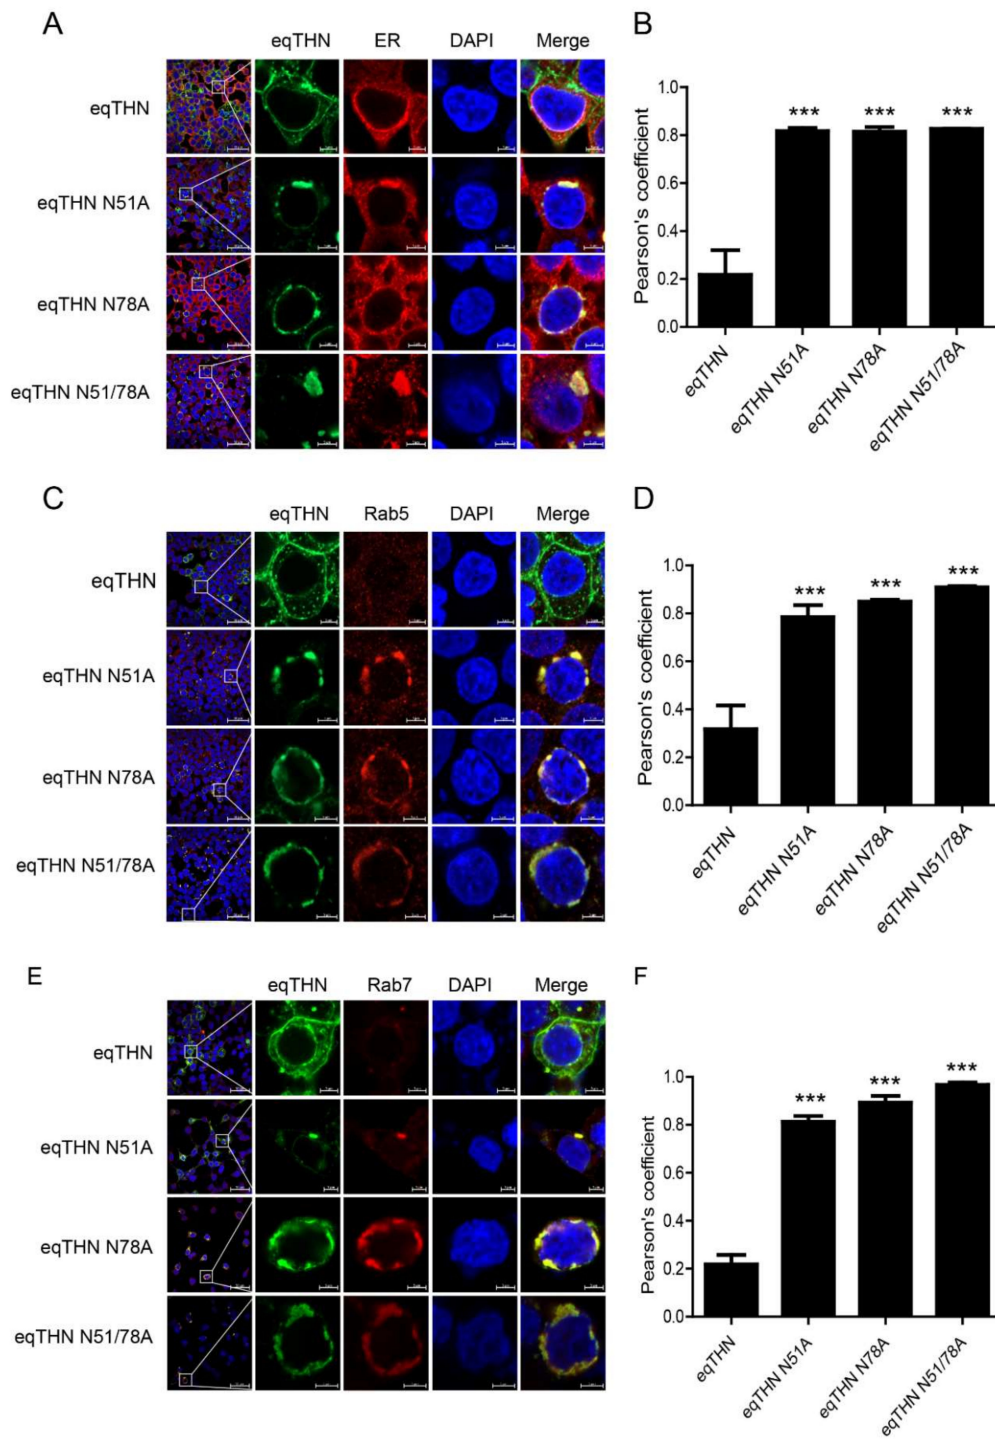 A
eqTHN ER DAPI Merge
eqTHN
eqTHN N51A
eqTHN N78A
eqTHN N51/78A
B
Pearson's coefficient
1.0
0.8
0.6
0.4
0.2
0.0
*** *** ***
eqTHN
eqTHN N51A
eqTHN N78A
eqTHN N51/78A
C
eqTHN Rab5 DAPI Merge
eqTHN
eqTHN N51A
eqTHN N78A
eqTHN N51/78A
D
Pearson's coefficient
1.0
0.8
0.6
0.4
0.2
0.0
*** *** ***
eqTHN
eqTHN N51A
eqTHN N78A
eqTHN N51/78A
E
eqTHN Rab7 DAPI Merge
eqTHN
eqTHN N51A
eqTHN N78A
eqTHN N51/78A
F
Pearson's coefficient
1.0
0.8
0.6
0.4
0.2
0.0
*** *** ***
eqTHN
eqTHN N51A
eqTHN N78A
eqTHN N51/78A